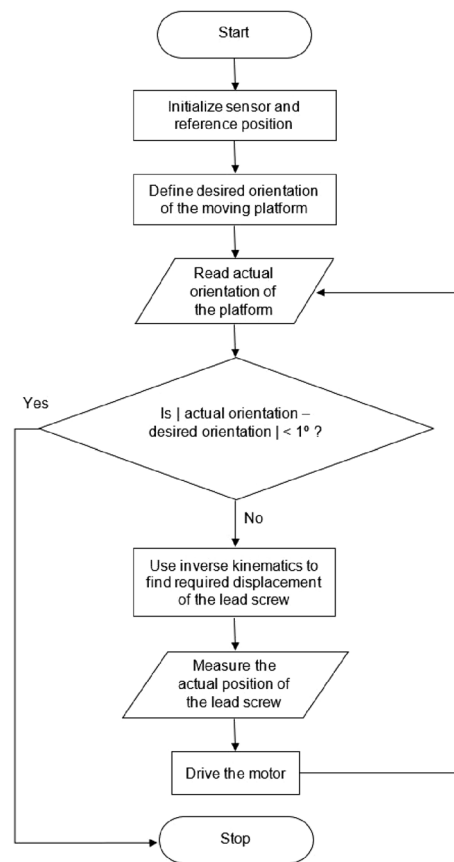 Start
Initialize sensor and
reference position
Define desired orientation
of the moving platform
Read actual
orientation of
the platform
Yes
Is | actual orientation –
desired orientation | < 1º ?
No
Use inverse kinematics to
find required displacement
of the lead screw
Measure the
actual position of
the lead screw
Drive the motor
Stop